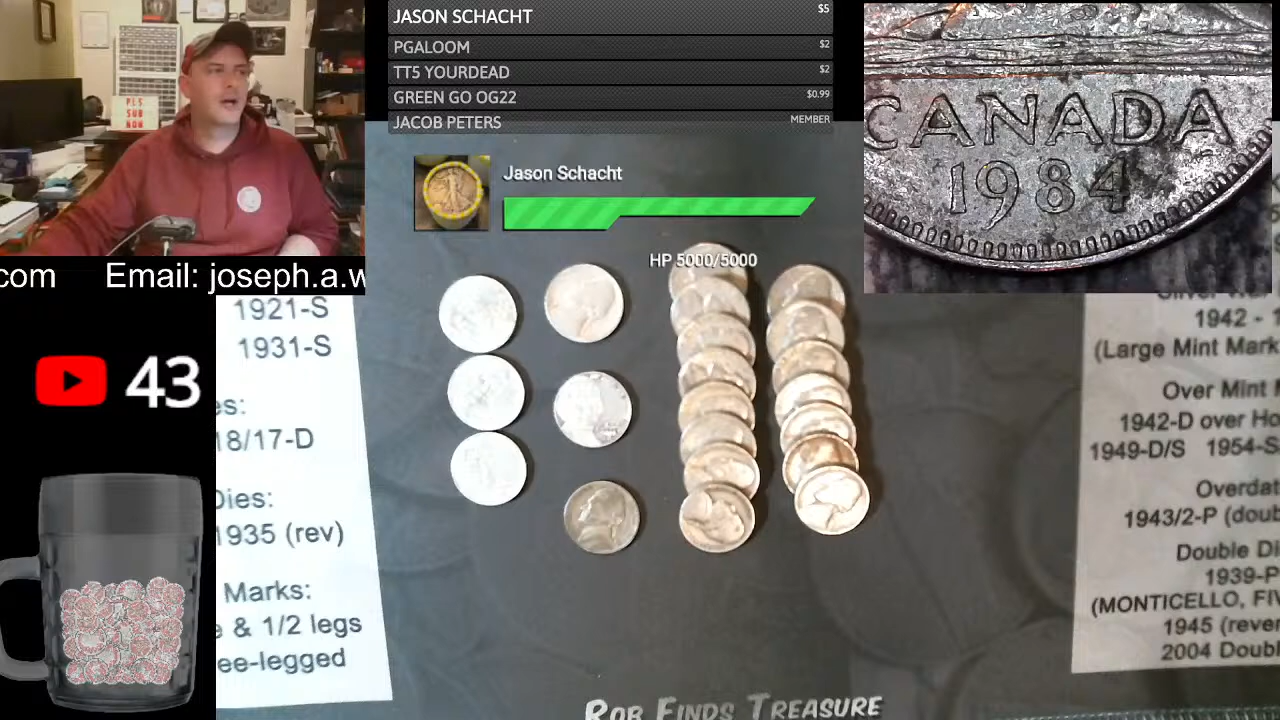 JASON SCHACHT $5
PGALOOM $2
TT5 YOURDEAD $2
GREEN GO OG22 $0.99
JACOB PETERS MEMBER
PLS
SUB
NOW
Jason Schacht
HP 5000/5000
CANADA
1984
com Email: joseph.a.w
43
1921-S
1931-S
es:
18/17-D
Dies:
1935 (rev)
Marks:
& 1/2 legs
ee-legged
1942 - 1
(Large Mint Mark
Over Mint
1942-D over Ho
1949-D/S 1954-S
Overdat
1943/2-P (doub
Double Di
1939-P
(MONTICELLO, FIV
1945 (rever
2004 Doubl
ROB FINDS TREASURE